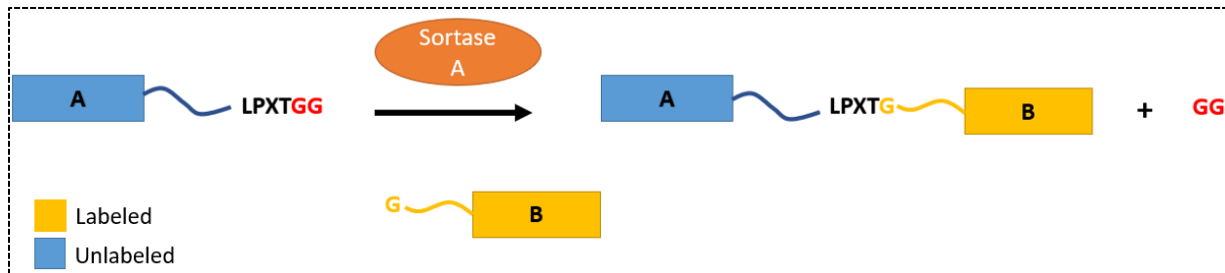 Sortase
A
A
LPXTGG
A
LPXTG
B
+
GG
G
B
Labeled
Unlabeled